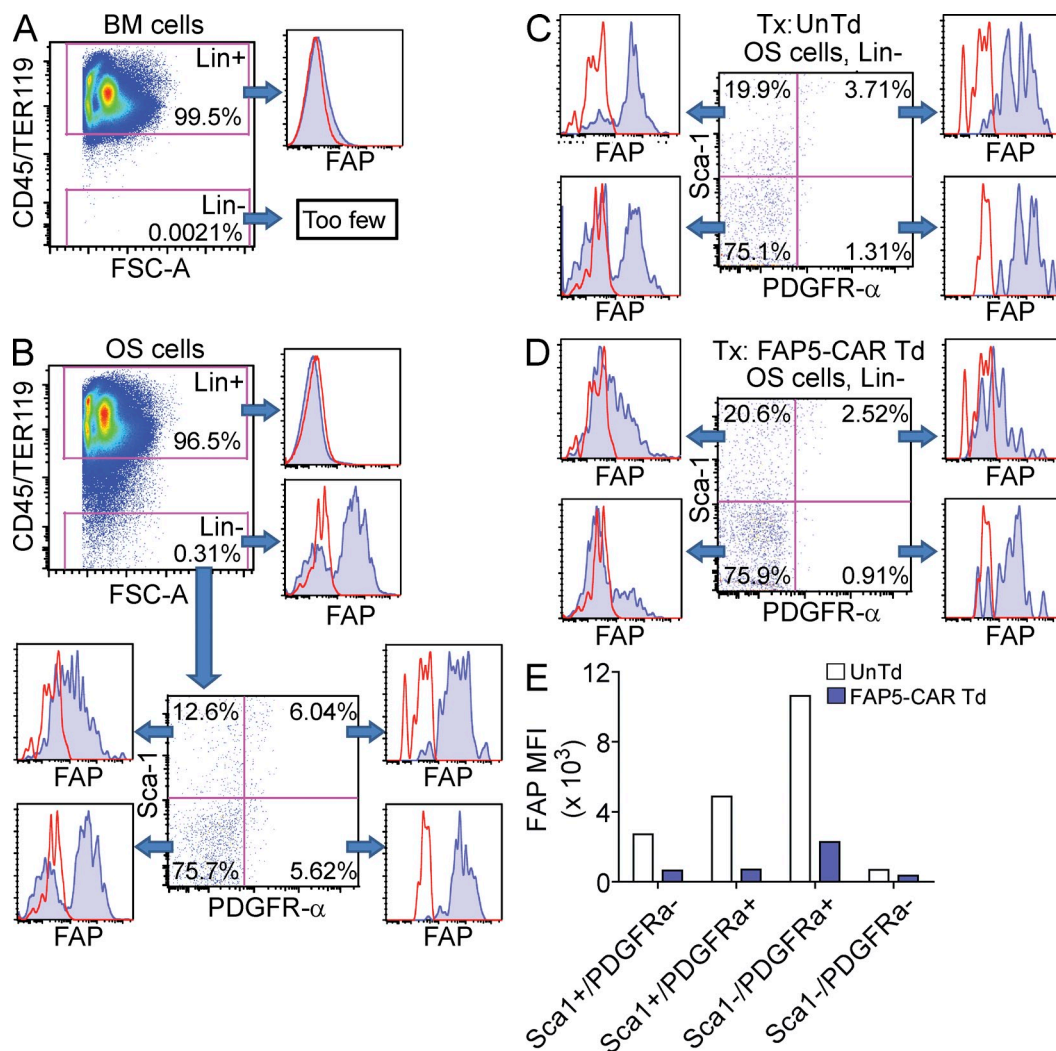 A
BM cells
CD45/TER119
Lin+
99.5%
Lin-
0.0021%
FSC-A
FAP
Too few
B
OS cells
CD45/TER119
Lin+
96.5%
Lin-
0.31%
FSC-A
FAP
FAP
FAP
FAP
Sca-1
12.6%
6.04%
75.7%
5.62%
PDGFR-α
FAP
FAP
C
Tx:UnTd
OS cells, Lin-
FAP
FAP
Sca-1
19.9%
3.71%
75.1%
1.31%
PDGFR-α
FAP
FAP
D
Tx: FAP5-CAR Td
OS cells, Lin-
FAP
FAP
Sca-1
20.6%
2.52%
75.9%
0.91%
PDGFR-α
FAP
FAP
E
FAP MFI
(x 10³)
12
8
4
0
UnTd
FAP5-CAR Td
Sca1+/PDGFRa-
Sca1+/PDGFRa+
Sca1-/PDGFRa+
Sca1-/PDGFRa-